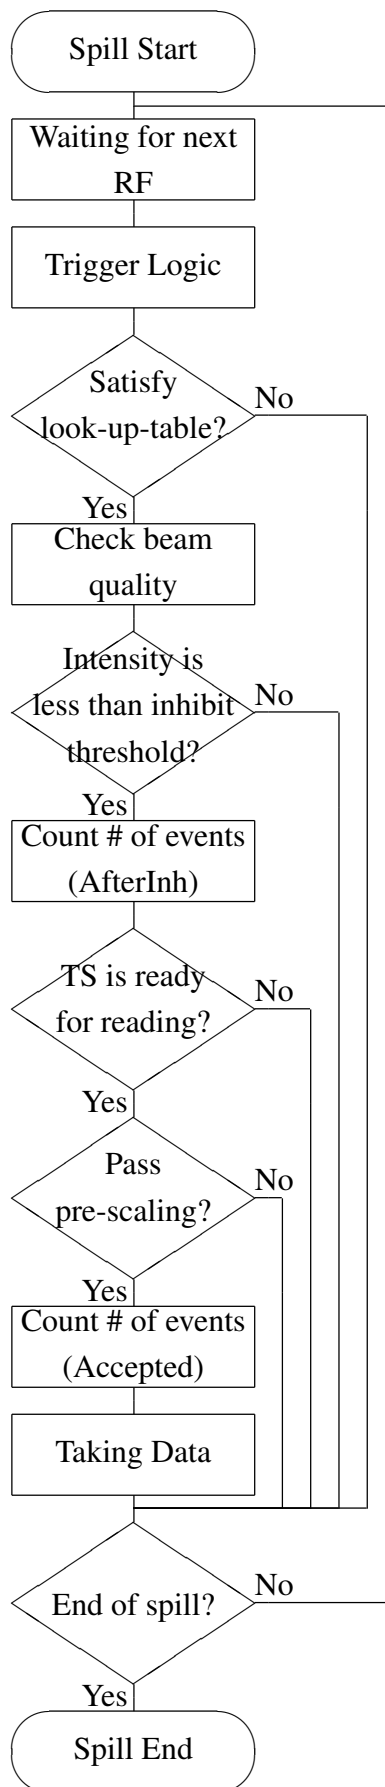 Spill Start
Waiting for next
RF
Trigger Logic
Satisfy
look-up-table?
No
Yes
Check beam
quality
Intensity is
less than inhibit
threshold?
No
Yes
Count # of events
(AfterInh)
TS is ready
for reading?
No
Yes
Pass
pre-scaling?
No
Yes
Count # of events
(Accepted)
Taking Data
End of spill?
No
Yes
Spill End